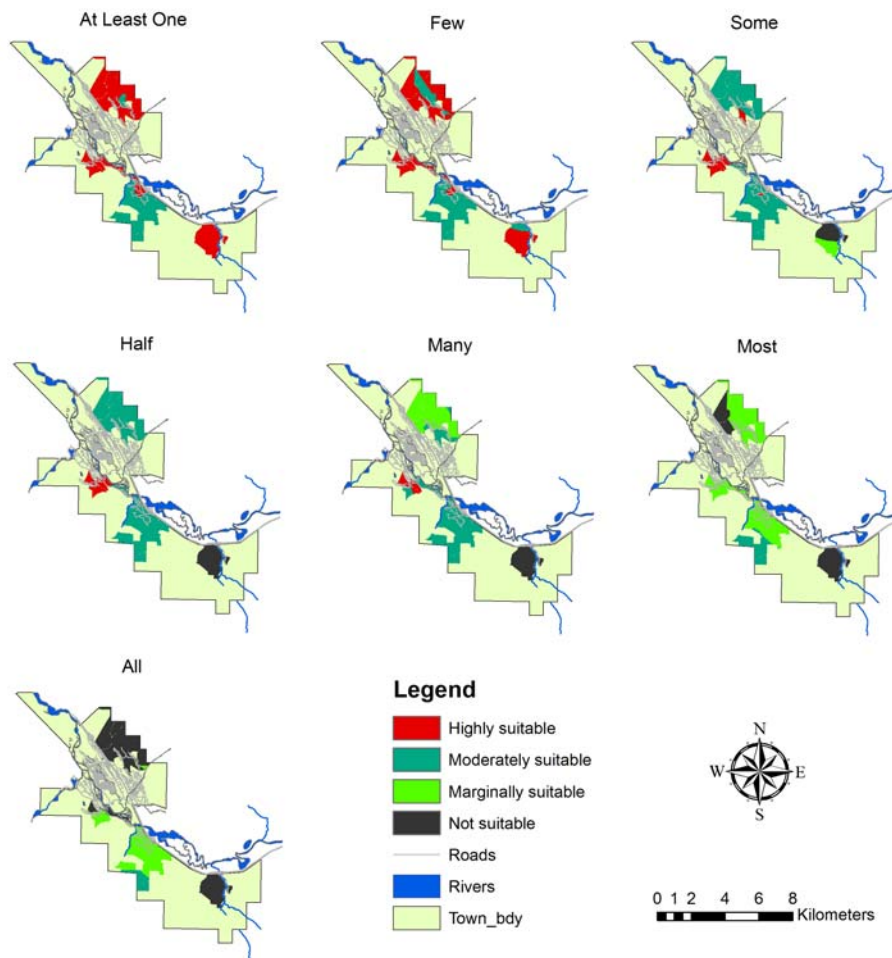 At Least One
Few
Some
Half
Many
Most
All
Legend
Highly suitable
Moderately suitable
Marginally suitable
Not suitable
Roads
Rivers
Town_bdy
N
W E
S
0 1 2 4 6 8
Kilometers